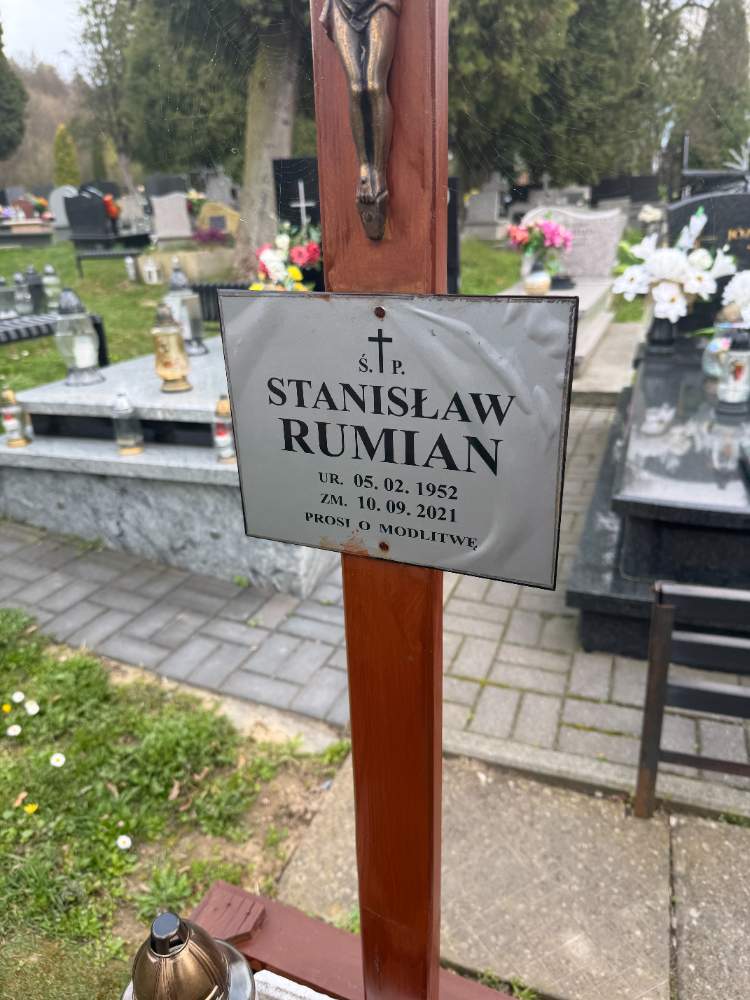 Ś. P.
STANISŁAW
RUMIAN
UR. 05. 02. 1952
ZM. 10. 09. 2021
PROSI O MODLITWĘ